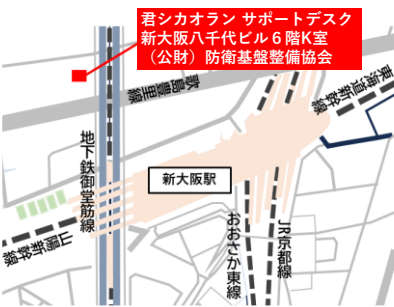 君シカオラン サポートデスク
新大阪八千代ビル６階K室
（公財）防衛基盤整備協会
歌島豊里線
東海道新幹線
地下鉄御堂筋線
新大阪駅
山陽新幹線
おおさか東線
JR京都線